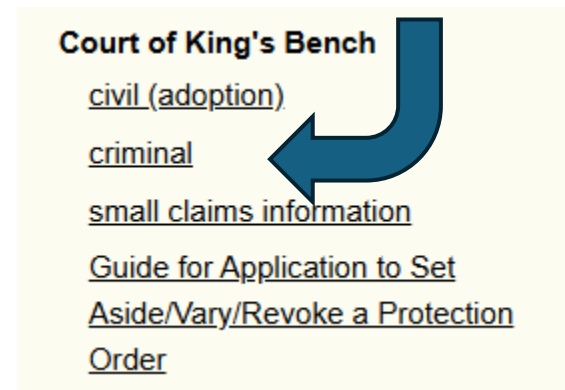 Court of King's Bench
civil (adoption)
criminal
small claims information
Guide for Application to Set
Aside/Vary/Revoke a Protection
Order